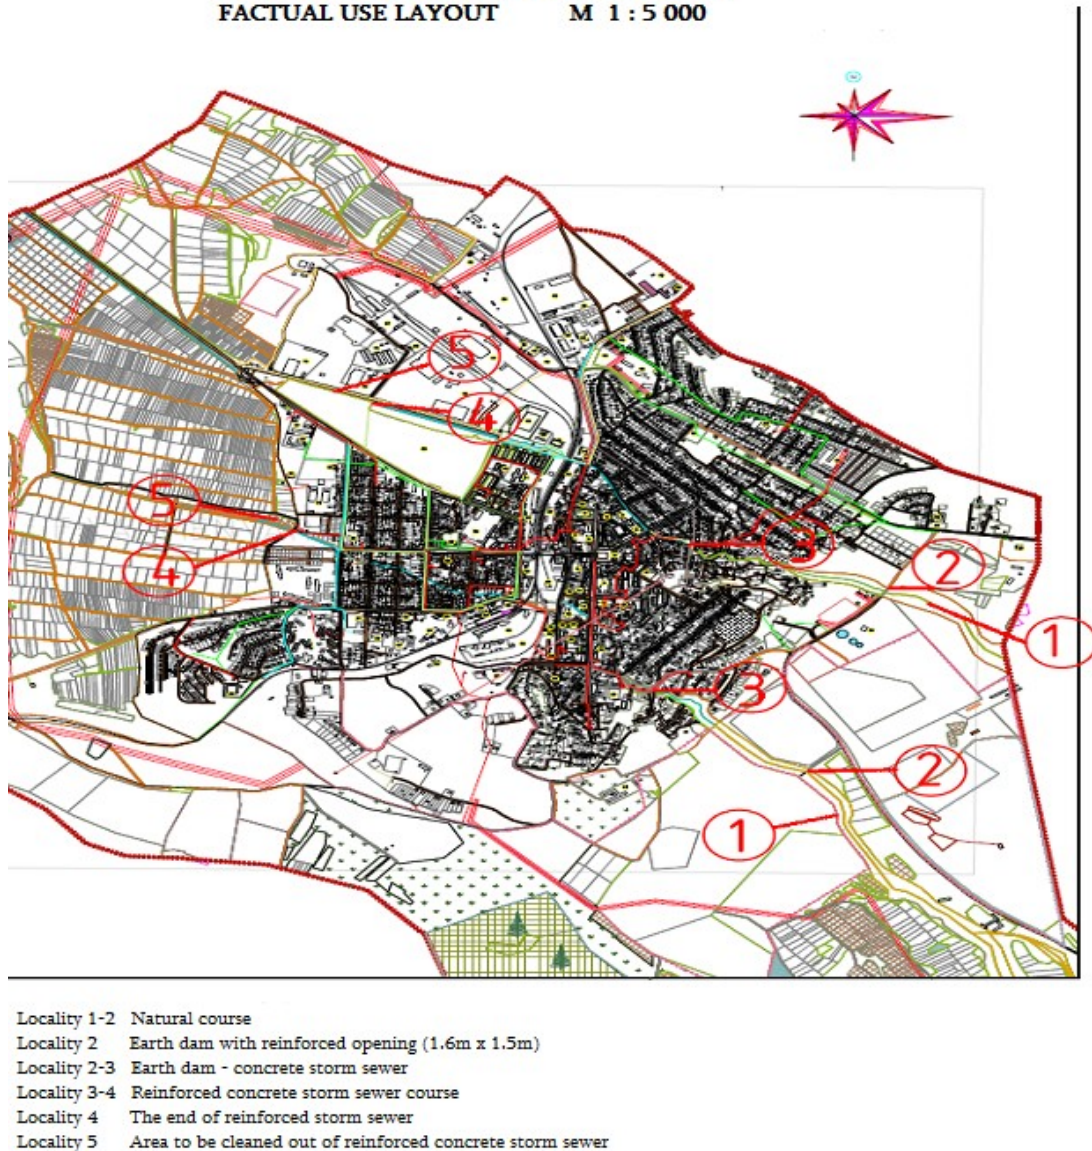 FACTUAL USE LAYOUT M 1 : 5 000
5
4
5
4
3
2
1
3
2
1
Locality 1-2 Natural course
Locality 2 Earth dam with reinforced opening (1.6m x 1.5m)
Locality 2-3 Earth dam - concrete storm sewer
Locality 3-4 Reinforced concrete storm sewer course
Locality 4 The end of reinforced storm sewer
Locality 5 Area to be cleaned out of reinforced concrete storm sewer